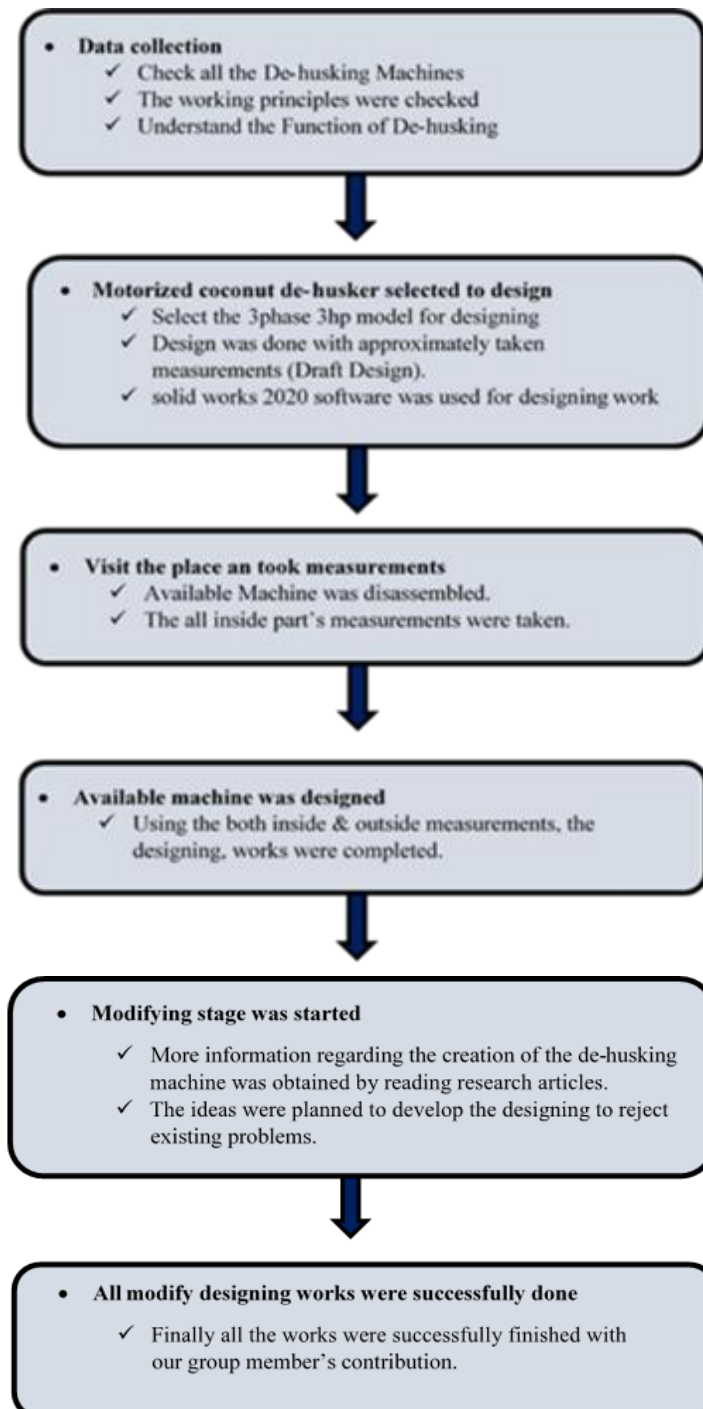 • Data collection
✓ Check all the De-husking Machines
✓ The working principles were checked
✓ Understand the Function of De-husking
• Motorized coconut de-husker selected to design
✓ Select the 3phase 3hp model for designing
✓ Design was done with approximately taken
measurements (Draft Design).
✓ solid works 2020 software was used for designing work
• Visit the place an took measurements
✓ Available Machine was disassembled.
✓ The all inside part's measurements were taken.
• Available machine was designed
✓ Using the both inside & outside measurements, the
designing, works were completed.
• Modifying stage was started
✓ More information regarding the creation of the de-husking
machine was obtained by reading research articles.
✓ The ideas were planned to develop the designing to reject
existing problems.
• All modify designing works were successfully done
✓ Finally all the works were successfully finished with
our group member's contribution.